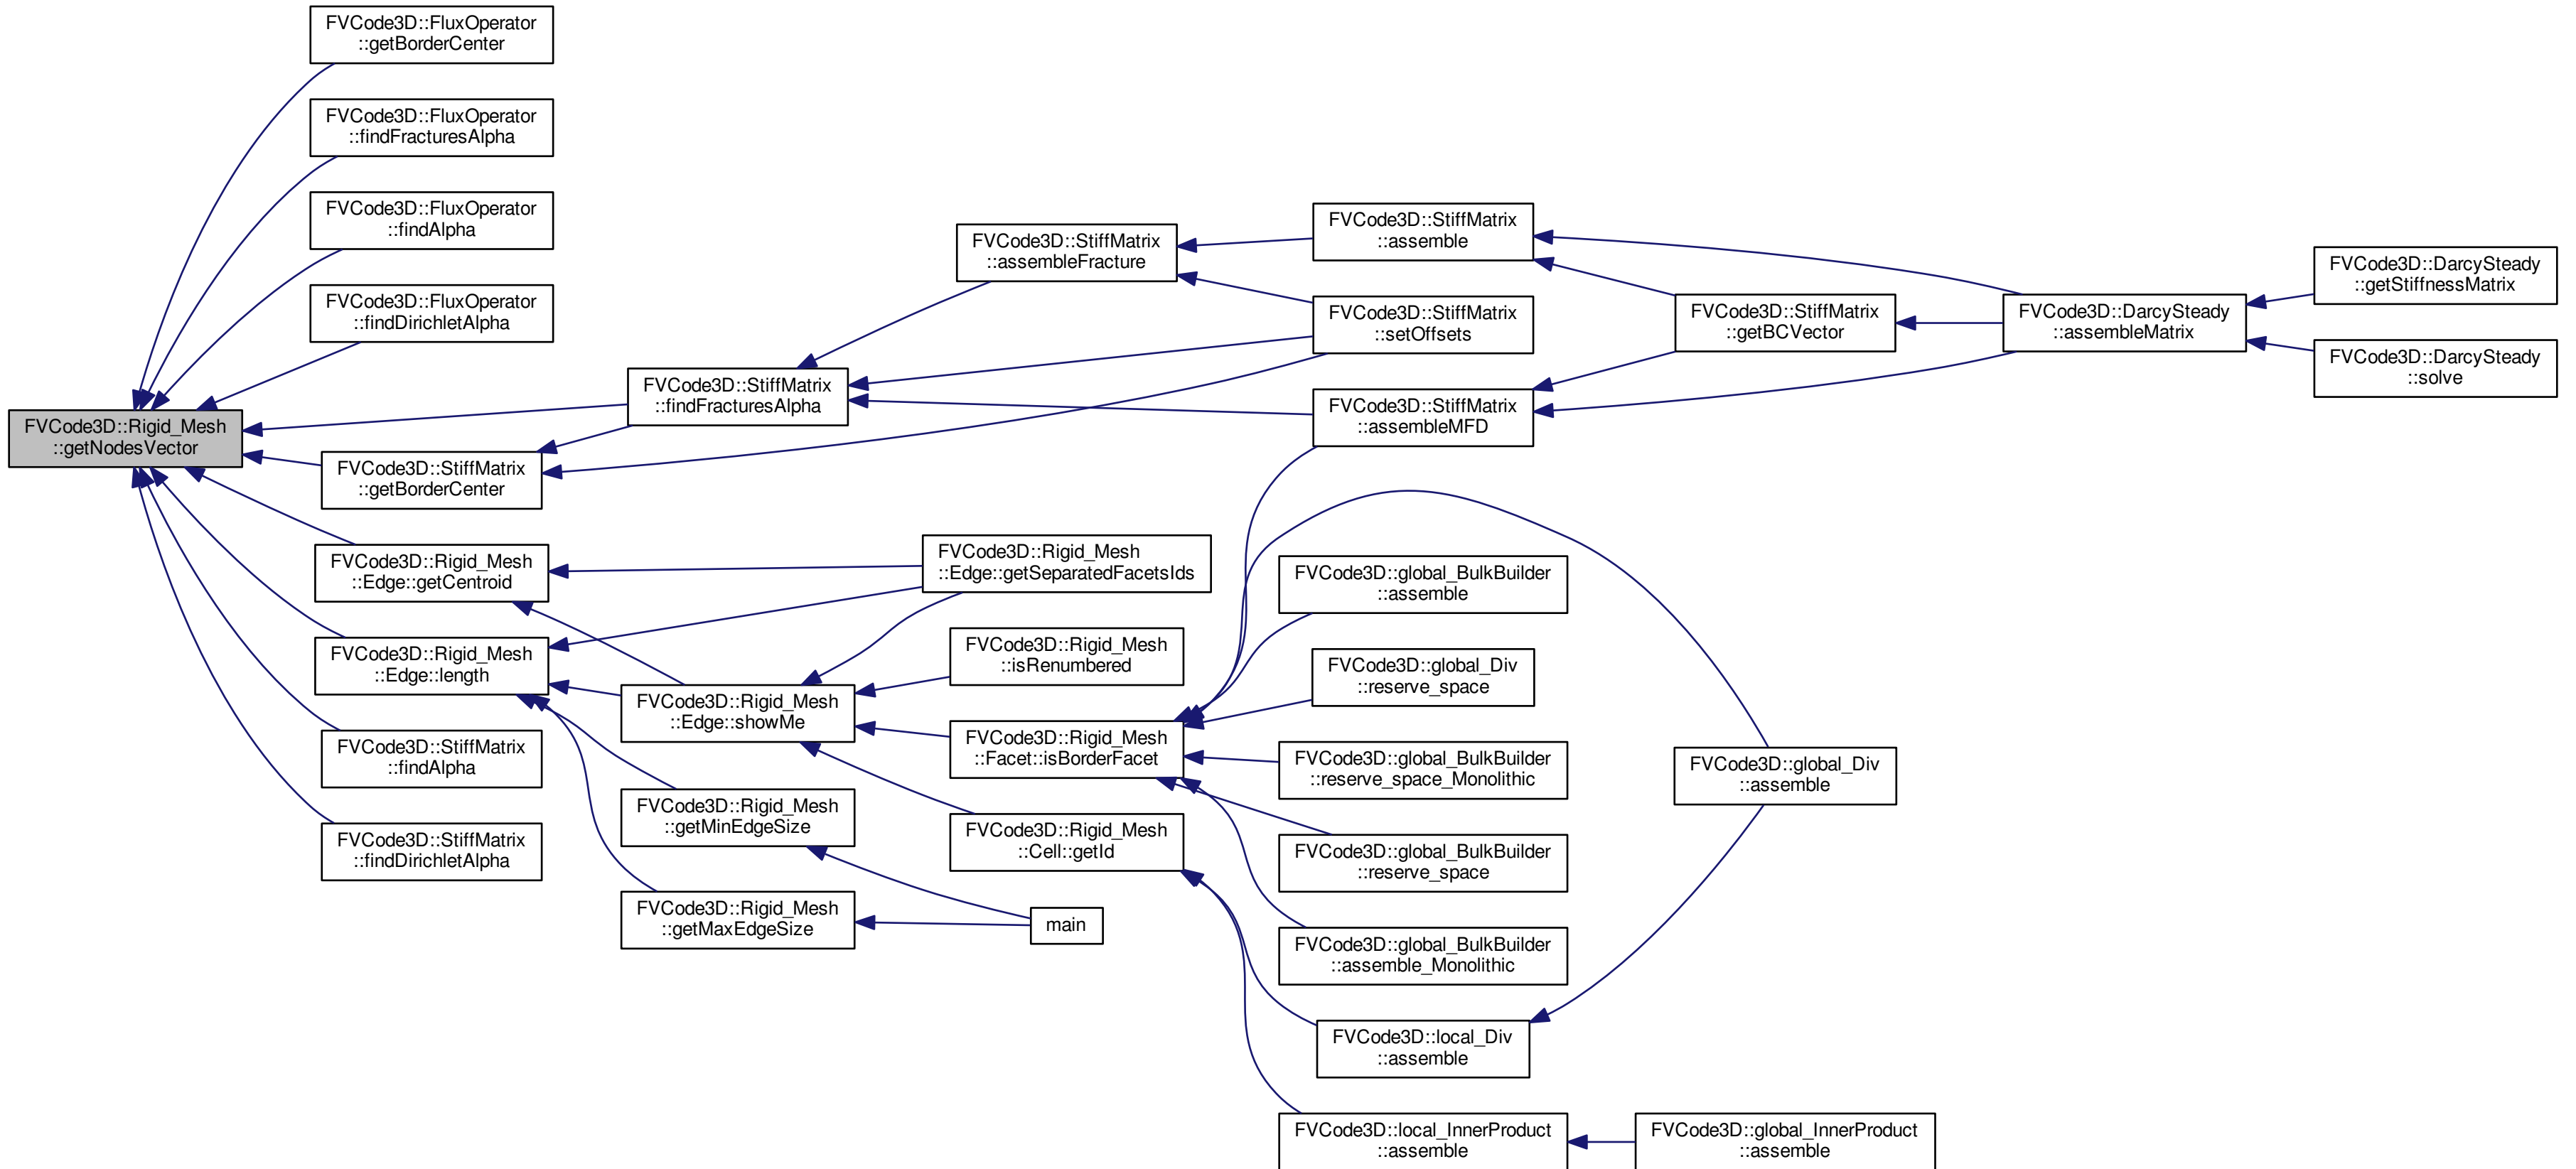 FVCode3D::FluxOperator
::getBorderCenter
FVCode3D::FluxOperator
::findFracturesAlpha
FVCode3D::FluxOperator
::findAlpha
FVCode3D::FluxOperator
::findDirichletAlpha
FVCode3D::Rigid_Mesh
::getNodesVector
FVCode3D::StiffMatrix
::findFracturesAlpha
FVCode3D::StiffMatrix
::getBorderCenter
FVCode3D::Rigid_Mesh
::Edge::getCentroid
FVCode3D::Rigid_Mesh
::Edge::length
FVCode3D::StiffMatrix
::findAlpha
FVCode3D::StiffMatrix
::findDirichletAlpha
FVCode3D::Rigid_Mesh
::Edge::showMe
FVCode3D::Rigid_Mesh
::getMinEdgeSize
FVCode3D::Rigid_Mesh
::getMaxEdgeSize
FVCode3D::StiffMatrix
::assembleFracture
FVCode3D::Rigid_Mesh
::Edge::getSeparatedFacetsIds
FVCode3D::Rigid_Mesh
::isRenumbered
FVCode3D::Rigid_Mesh
::Facet::isBorderFacet
FVCode3D::Rigid_Mesh
::Cell::getId
main
FVCode3D::StiffMatrix
::assemble
FVCode3D::StiffMatrix
::setOffsets
FVCode3D::StiffMatrix
::assembleMFD
FVCode3D::global_BulkBuilder
::assemble
FVCode3D::global_Div
::reserve_space
FVCode3D::global_BulkBuilder
::reserve_space_Monolithic
FVCode3D::global_BulkBuilder
::reserve_space
FVCode3D::global_BulkBuilder
::assemble_Monolithic
FVCode3D::local_Div
::assemble
FVCode3D::local_InnerProduct
::assemble
FVCode3D::StiffMatrix
::getBCVector
FVCode3D::global_Div
::assemble
FVCode3D::global_InnerProduct
::assemble
FVCode3D::DarcySteady
::assembleMatrix
FVCode3D::DarcySteady
::getStiffnessMatrix
FVCode3D::DarcySteady
::solve